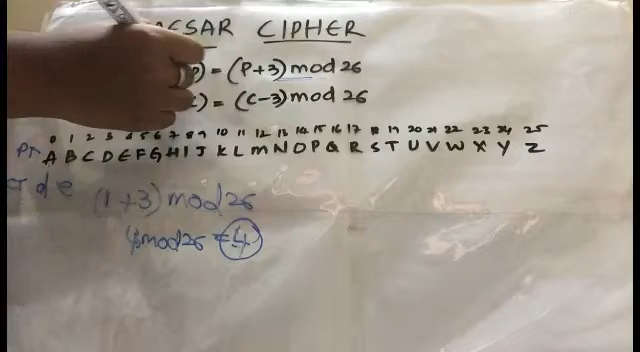 CIPHER
= (P+3) mod 26
= (C-3) mod 26
0 1 2 3 4 5 6 7 8 9 10 11 12 13 14 15 16 17 18 19 20 21 22 23 24 25
PT A B C D E F G H I J K L M N O P Q R S T U V W X Y Z
d e
(1+3) mod 26
4 mod 26 = 4